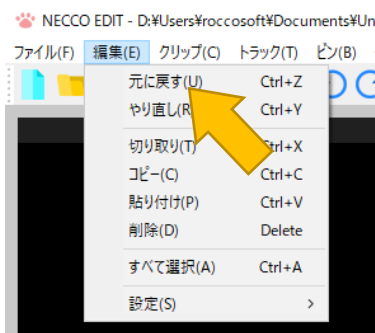 NECCO EDIT - D:¥Users¥roccosoft¥Documents¥Un
ファイル(F) 編集(E) クリップ(C) トラック(T) ピン(B)
元に戻す(U) Ctrl+Z
やり直し(R Ctrl+Y
切り取り(T) Ctrl+X
コピー(C) Ctrl+C
貼り付け(P) Ctrl+V
削除(D) Delete
すべて選択(A) Ctrl+A
設定(S) >